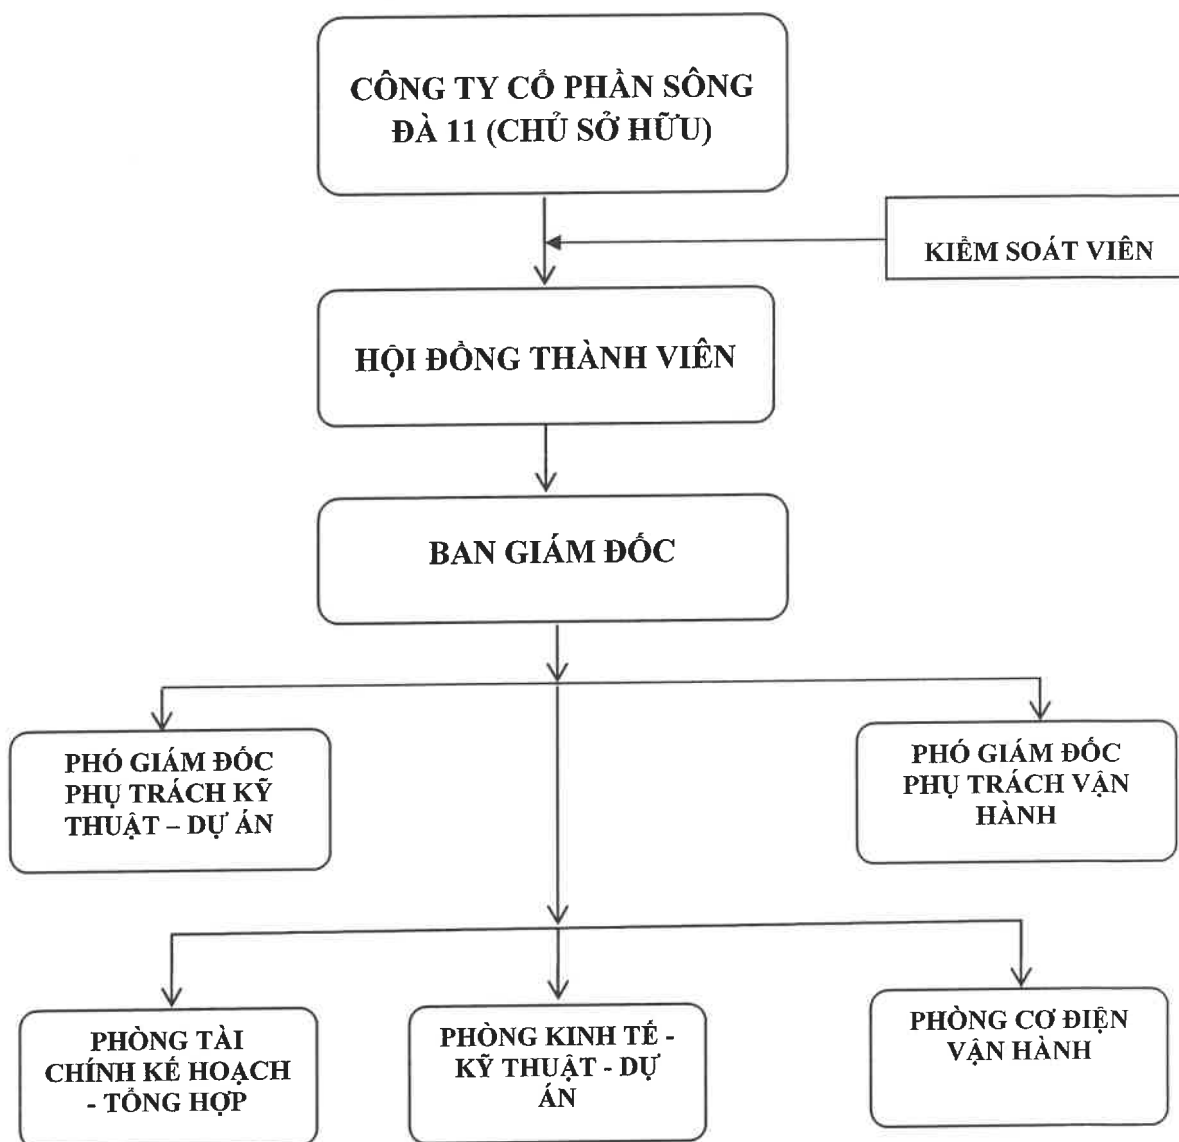 CÔNG TY CỔ PHẦN SÔNG
ĐÀ 11 (CHỦ SỞ HỮU)
KIỂM SOÁT VIÊN
HỘI ĐỒNG THÀNH VIÊN
BAN GIÁM ĐỐC
PHÓ GIÁM ĐỐC
PHỤ TRÁCH KỸ
THUẬT – DỰ ÁN
PHÓ GIÁM ĐỐC
PHỤ TRÁCH VẬN
HÀNH
PHÒNG TÀI
CHÍNH KẾ HOẠCH
- TỔNG HỢP
PHÒNG KINH TẾ -
KỸ THUẬT - DỰ
ÁN
PHÒNG CƠ ĐIỆN
VẬN HÀNH